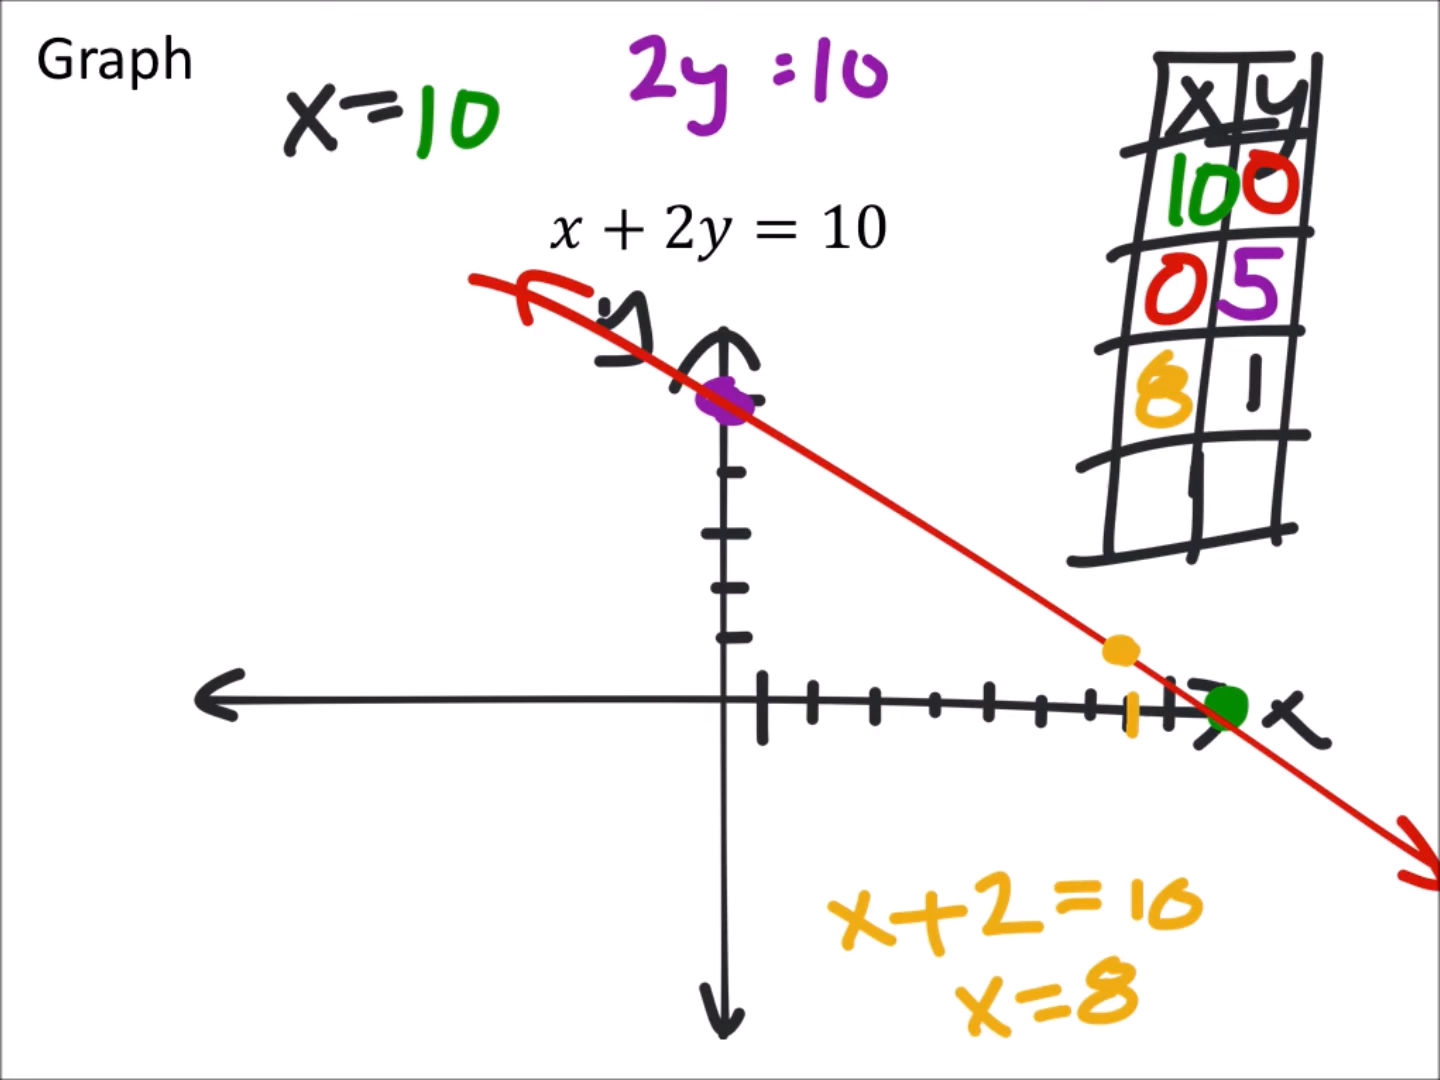 Graph
x=10
2y=10
x + 2y = 10
x y
10 0
0 5
8 1
y
x
x+2=10
x=8